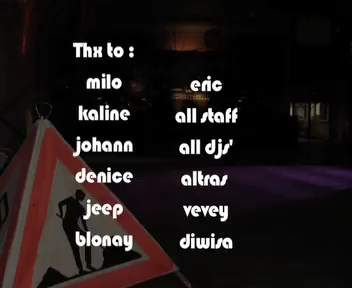 Thx to :
milo
kaline
johann
denice
jeep
blonay
eric
all staff
all djs'
altras
vevey
diwisa